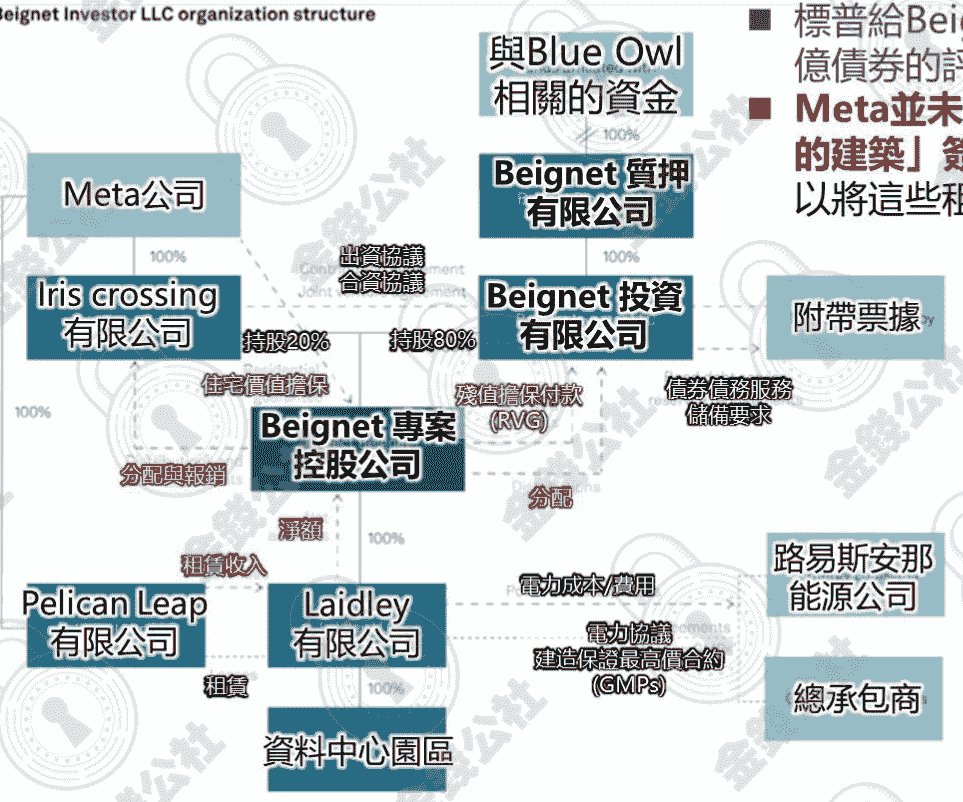 Beignet Investor LLC organization structure
標普給Bei
億債券的評
Meta並未
的建築」簽
以將這些租
與Blue Owl
相關的資金
100%
Beignet 質押
有限公司
Meta公司
100%
100%
出資協議
合資協議
Iris crossing
有限公司
Beignet 投資
有限公司
附帶票據
持股20%
持股80%
住宅價值擔保
殘值擔保付款
(RVG)
債券債務服務
儲備要求
100%
Beignet 專案
控股公司
分配與報銷
分配
淨額
100%
租賃收入
Pelican Leap
有限公司
Laidley
有限公司
電力成本/費用
路易斯安那
能源公司
電力協議
建造保證最高價合約
(GMPs)
租賃
100%
總承包商
資料中心園區
金錢公社